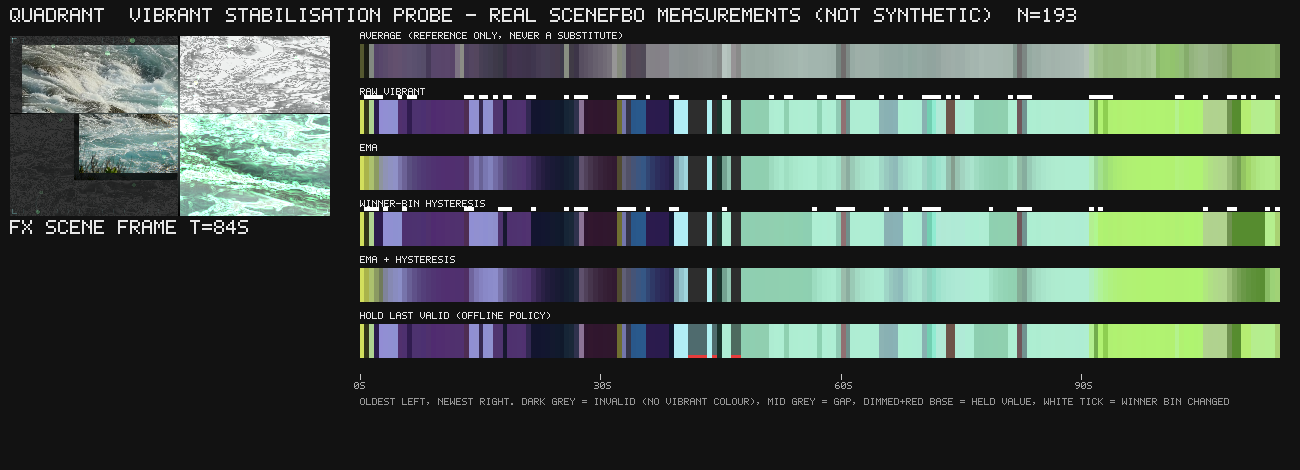 QUADRANT  VIBRANT STABILISATION PROBE - REAL SCENEFBO MEASUREMENTS (NOT SYNTHETIC)  N=193
AVERAGE (REFERENCE ONLY, NEVER A SUBSTITUTE)
RAW VIBRANT
EMA
WINNER-BIN HYSTERESIS
FX SCENE FRAME T=84S
EMA + HYSTERESIS
HOLD LAST VALID (OFFLINE POLICY)
0S 30S 60S 90S
OLDEST LEFT, NEWEST RIGHT. DARK GREY = INVALID (NO VIBRANT COLOUR), MID GREY = GAP, DIMMED+RED BASE = HELD VALUE, WHITE TICK = WINNER BIN CHANGED